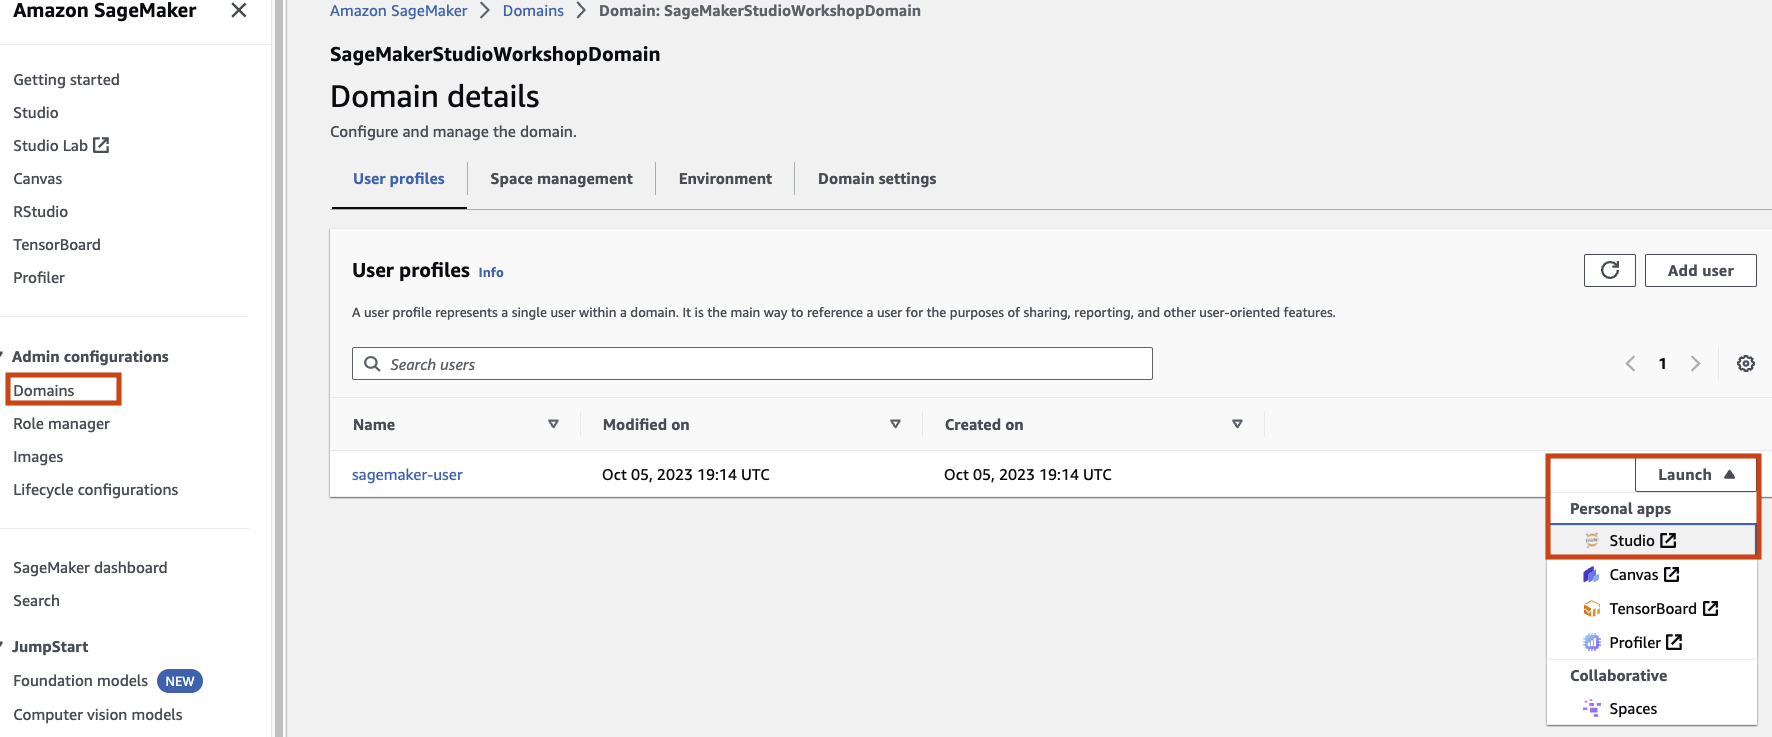 Amazon SageMaker
Getting started
Studio
Studio Lab
Canvas
RStudio
TensorBoard
Profiler
Admin configurations
Domains
Role manager
Images
Lifecycle configurations
SageMaker dashboard
Search
JumpStart
Foundation models NEW
Computer vision models
Amazon SageMaker > Domains > Domain: SageMakerStudioWorkshopDomain
SageMakerStudioWorkshopDomain
Domain details
Configure and manage the domain.
User profiles Space management Environment Domain settings
User profiles Info
Add user
A user profile represents a single user within a domain. It is the main way to reference a user for the purposes of sharing, reporting, and other user-oriented features.
Search users
1
Name Modified on Created on
sagemaker-user Oct 05, 2023 19:14 UTC Oct 05, 2023 19:14 UTC Launch
Personal apps
Studio
Canvas
TensorBoard
Profiler
Collaborative
Spaces